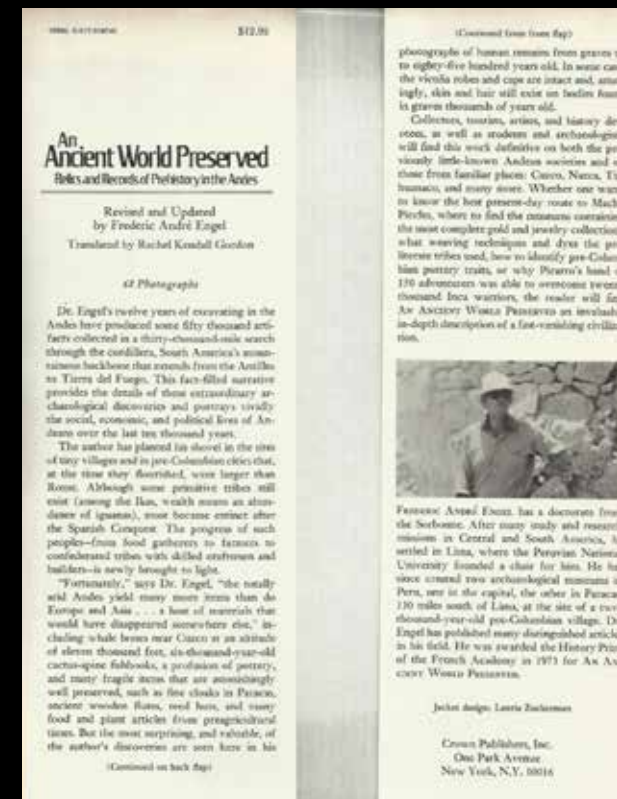 $12.95
An
Ancient World Preserved
Relics and Records of Prehistory in the Andes
Revised and Updated
by Frederic André Engel
Translated by Rachel Kendall Gordon
68 Photographs
Dr. Engel's twelve years of excavating in the
Andes have produced some fifty thousand arti-
facts collected in a thirty-thousand-mile search
through the cordillera, South America's moun-
tainous backbone that extends from the Antilles
to Tierra del Fuego. This fact-filled narrative
provides the details of these extraordinary ar-
chaeological discoveries and portrays vividly
the social, economic, and political lives of An-
deans over the last ten thousand years.
The author has planted his shovel in the sites
of tiny villages and in pre-Columbian cities that,
at the time they flourished, were larger than
Rome. Although some primitive tribes still
exist (among the Ikas, wealth means an abun-
dance of iguanas), most became extinct after
the Spanish Conquest. The progress of such
peoples—from food gatherers to farmers to
confederated tribes with skilled craftsmen and
builders—is newly brought to light.
"Fortunately," says Dr. Engel, "the totally
arid Andes yield many more items than do
Europe and Asia . . . a host of materials that
would have disappeared somewhere else," in-
cluding whale bones near Cuzco at an altitude
of eleven thousand feet, six-thousand-year-old
cactus-spine fishhooks, a profusion of pottery,
and many fragile items that are astonishingly
well preserved, such as fine cloaks in Paracas,
ancient wooden flutes, reed huts, and many
food and plant articles from preagricultural
times. But the most surprising, and valuable, of
the author's discoveries are seen here in his
(Continued on back flap)
(Continued from front flap)
photographs of human remains from graves
to eighty-five hundred years old. In some
the vicuña robes and caps are intact and,
ingly, skin and hair still exist on bodies
in graves thousands of years old.
Collectors, tourists, artists, and history
as well as students and
will find this work definitive on both the
viously little-known Andean societies and
those from familiar places: Cuzco, Nazca,
and many more. Whether one
to know the best present-day route to
Picchu, where to find the museums
the most complete gold and jewelry
what weaving techniques and dyes the
literate tribes used, how to identify
bian pottery traits, or why Pizarro's band
150 adventurers was able to overcome
thousand Inca warriors, the reader will
AN ANCIENT WORLD PRESERVED an
in-depth description of a fast-vanishing
tion.
FREDERIC ANDRÉ ENGEL has a doctorate from
the Sorbonne. After many study and research
missions in Central and South America,
settled in Lima, where the Peruvian National
University founded a chair for him. He
since created two archaeological museums
Peru, one in the capital, the other in Paracas
130 miles south of Lima, at the site of a
thousand-year-old pre-Columbian village.
Engel has published many distinguished
in his field. He was awarded the History
of the French Academy in 1973 for AN AN-
CIENT WORLD PRESERVED.
Jacket design: Laurie Zuckerman
Crown Publishers, Inc.
One Park Avenue
New York, N.Y. 10016